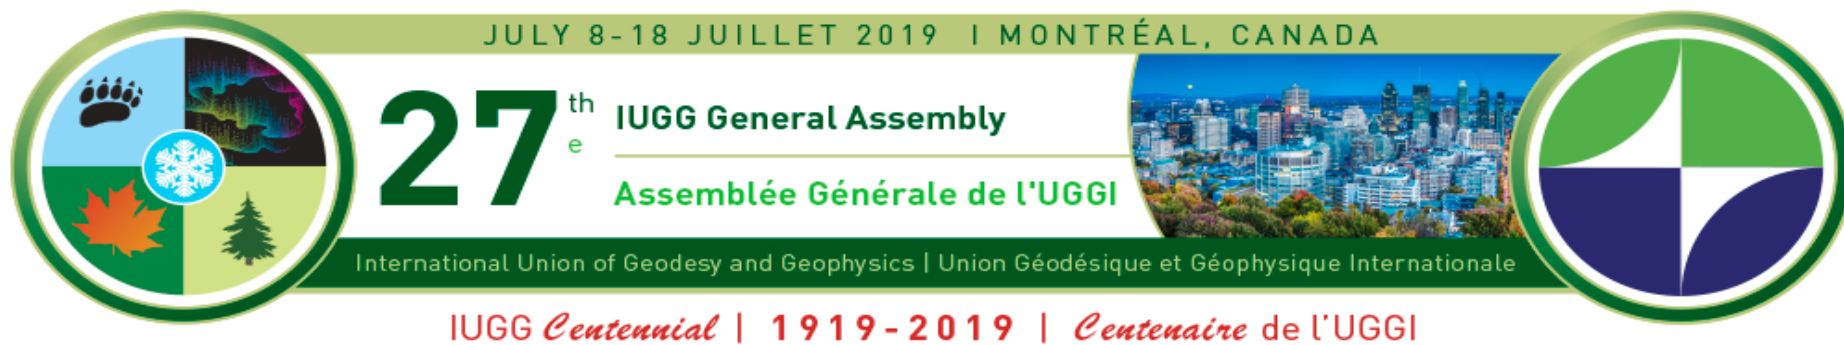 JULY 8-18 JUILLET 2019 | MONTRÉAL, CANADA
27th e
IUGG General Assembly
Assemblée Générale de l'UGGI
International Union of Geodesy and Geophysics | Union Géodésique et Géophysique Internationale
IUGG Centennial | 1919-2019 | Centenaire de l'UGGI